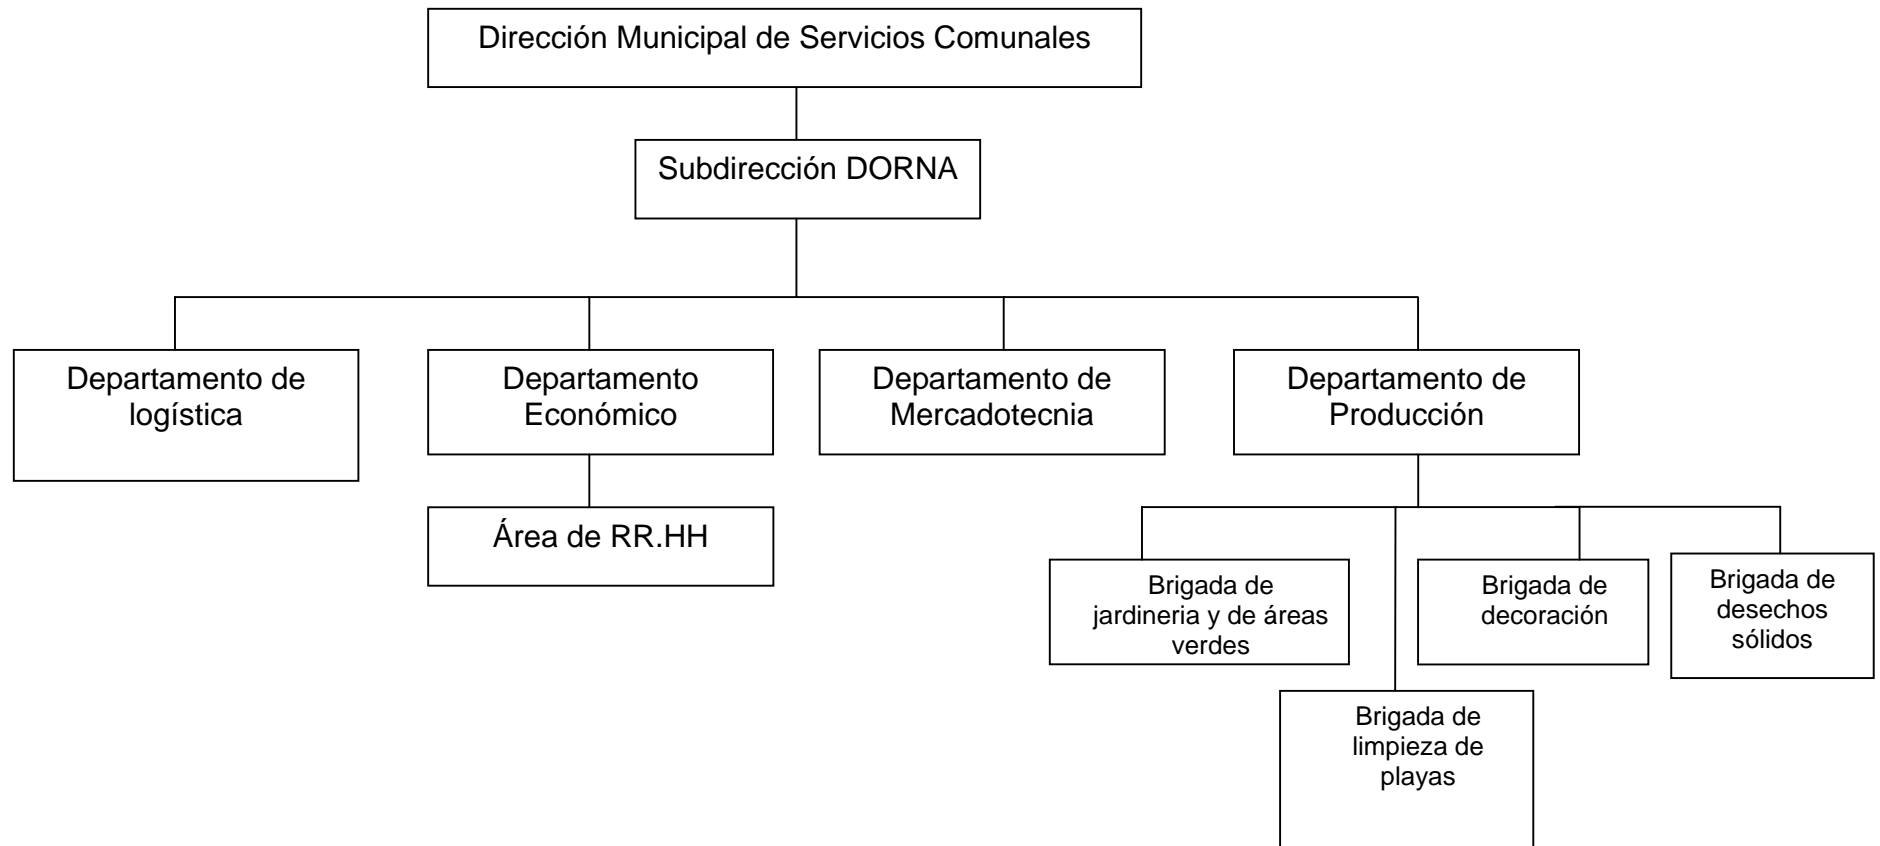 Dirección Municipal de Servicios Comunales
Subdirección DORNA
Departamento de
logística
Departamento
Económico
Departamento de
Mercadotecnia
Departamento de
Producción
Área de RR.HH
Brigada de
jardineria y de áreas
verdes
Brigada de
decoración
Brigada de
desechos
sólidos
Brigada de
limpieza de
playas